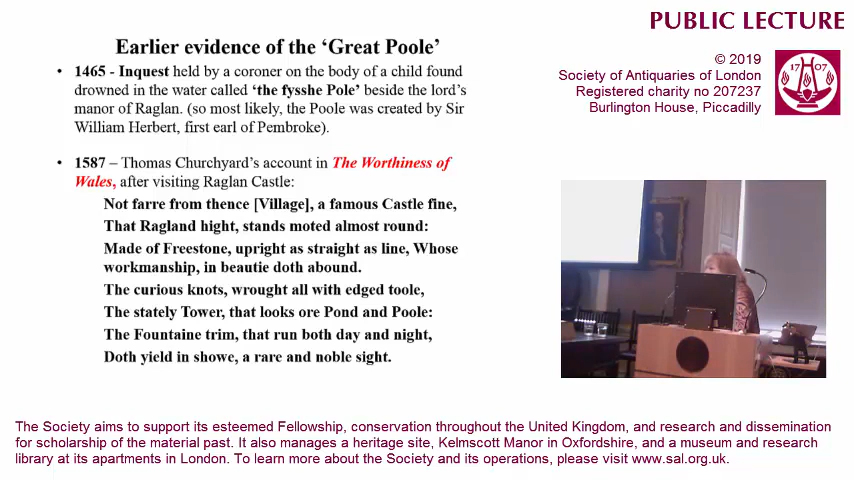 PUBLIC LECTURE
Earlier evidence of the ‘Great Poole’
• 1465 - Inquest held by a coroner on the body of a child found
drowned in the water called ‘the fysshe Pole’ beside the lord’s
manor of Raglan. (so most likely, the Poole was created by Sir
William Herbert, first earl of Pembroke).
• 1587 – Thomas Churchyard’s account in The Worthiness of
Wales, after visiting Raglan Castle:
Not farre from thence [Village], a famous Castle fine,
That Ragland hight, stands moted almost round:
Made of Freestone, upright as straight as line, Whose
workmanship, in beautie doth abound.
The curious knots, wrought all with edged toole,
The stately Tower, that looks ore Pond and Poole:
The Fountaine trim, that run both day and night,
Doth yield in showe, a rare and noble sight.
© 2019
Society of Antiquaries of London
Registered charity no 207237
Burlington House, Piccadilly
1707
The Society aims to support its esteemed Fellowship, conservation throughout the United Kingdom, and research and dissemination
for scholarship of the material past. It also manages a heritage site, Kelmscott Manor in Oxfordshire, and a museum and research
library at its apartments in London. To learn more about the Society and its operations, please visit www.sal.org.uk.